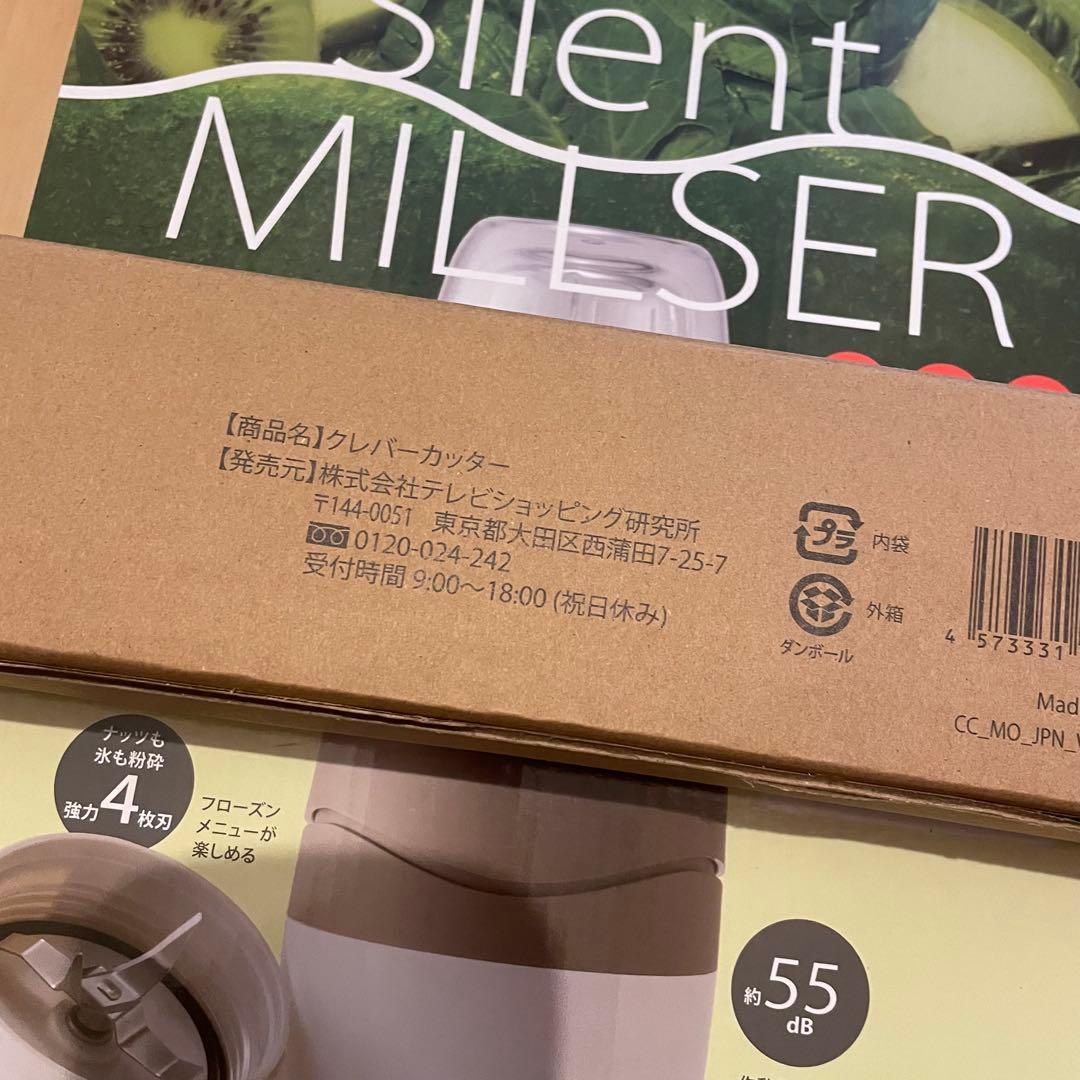 Silent
MILLSER
【商品名】クレバーカッター
【発売元】株式会社テレビショッピング研究所
〒144-0051 東京都大田区西蒲田7-25-7
0120-024-242
受付時間 9:00～18:00 (祝日休み)
プラ 内袋
外箱
ダンボール
4 573331
Mad
CC_MO_JPN_
ナッツも
氷も粉砕
強力4枚刃
フローズン
メニューが
楽しめる
約55
dB